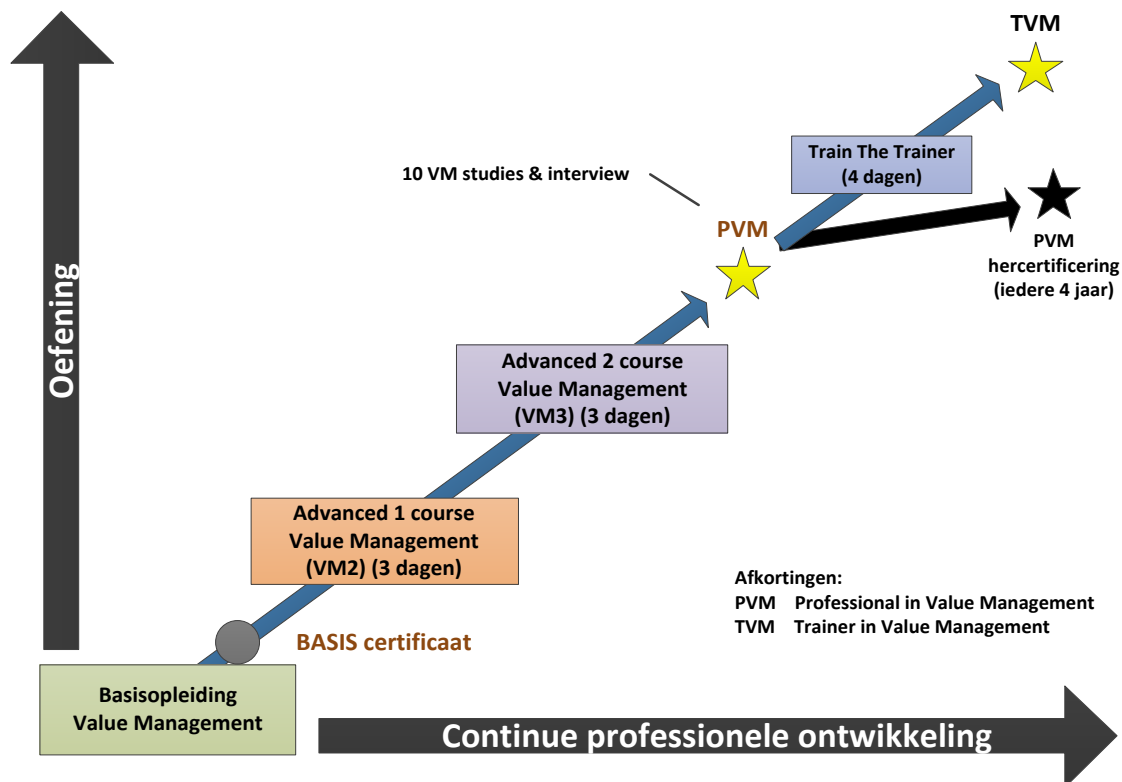 TVM
Train The Trainer
(4 dagen)
10 VM studies & interview
PVM
PVM
hercertificering
(iedere 4 jaar)
Oefening
Advanced 2 course
Value Management
(VM3) (3 dagen)
Advanced 1 course
Value Management
(VM2) (3 dagen)
Afkortingen:
PVM Professional in Value Management
TVM Trainer in Value Management
BASIS certificaat
Basisopleiding
Value Management
Continue professionele ontwikkeling